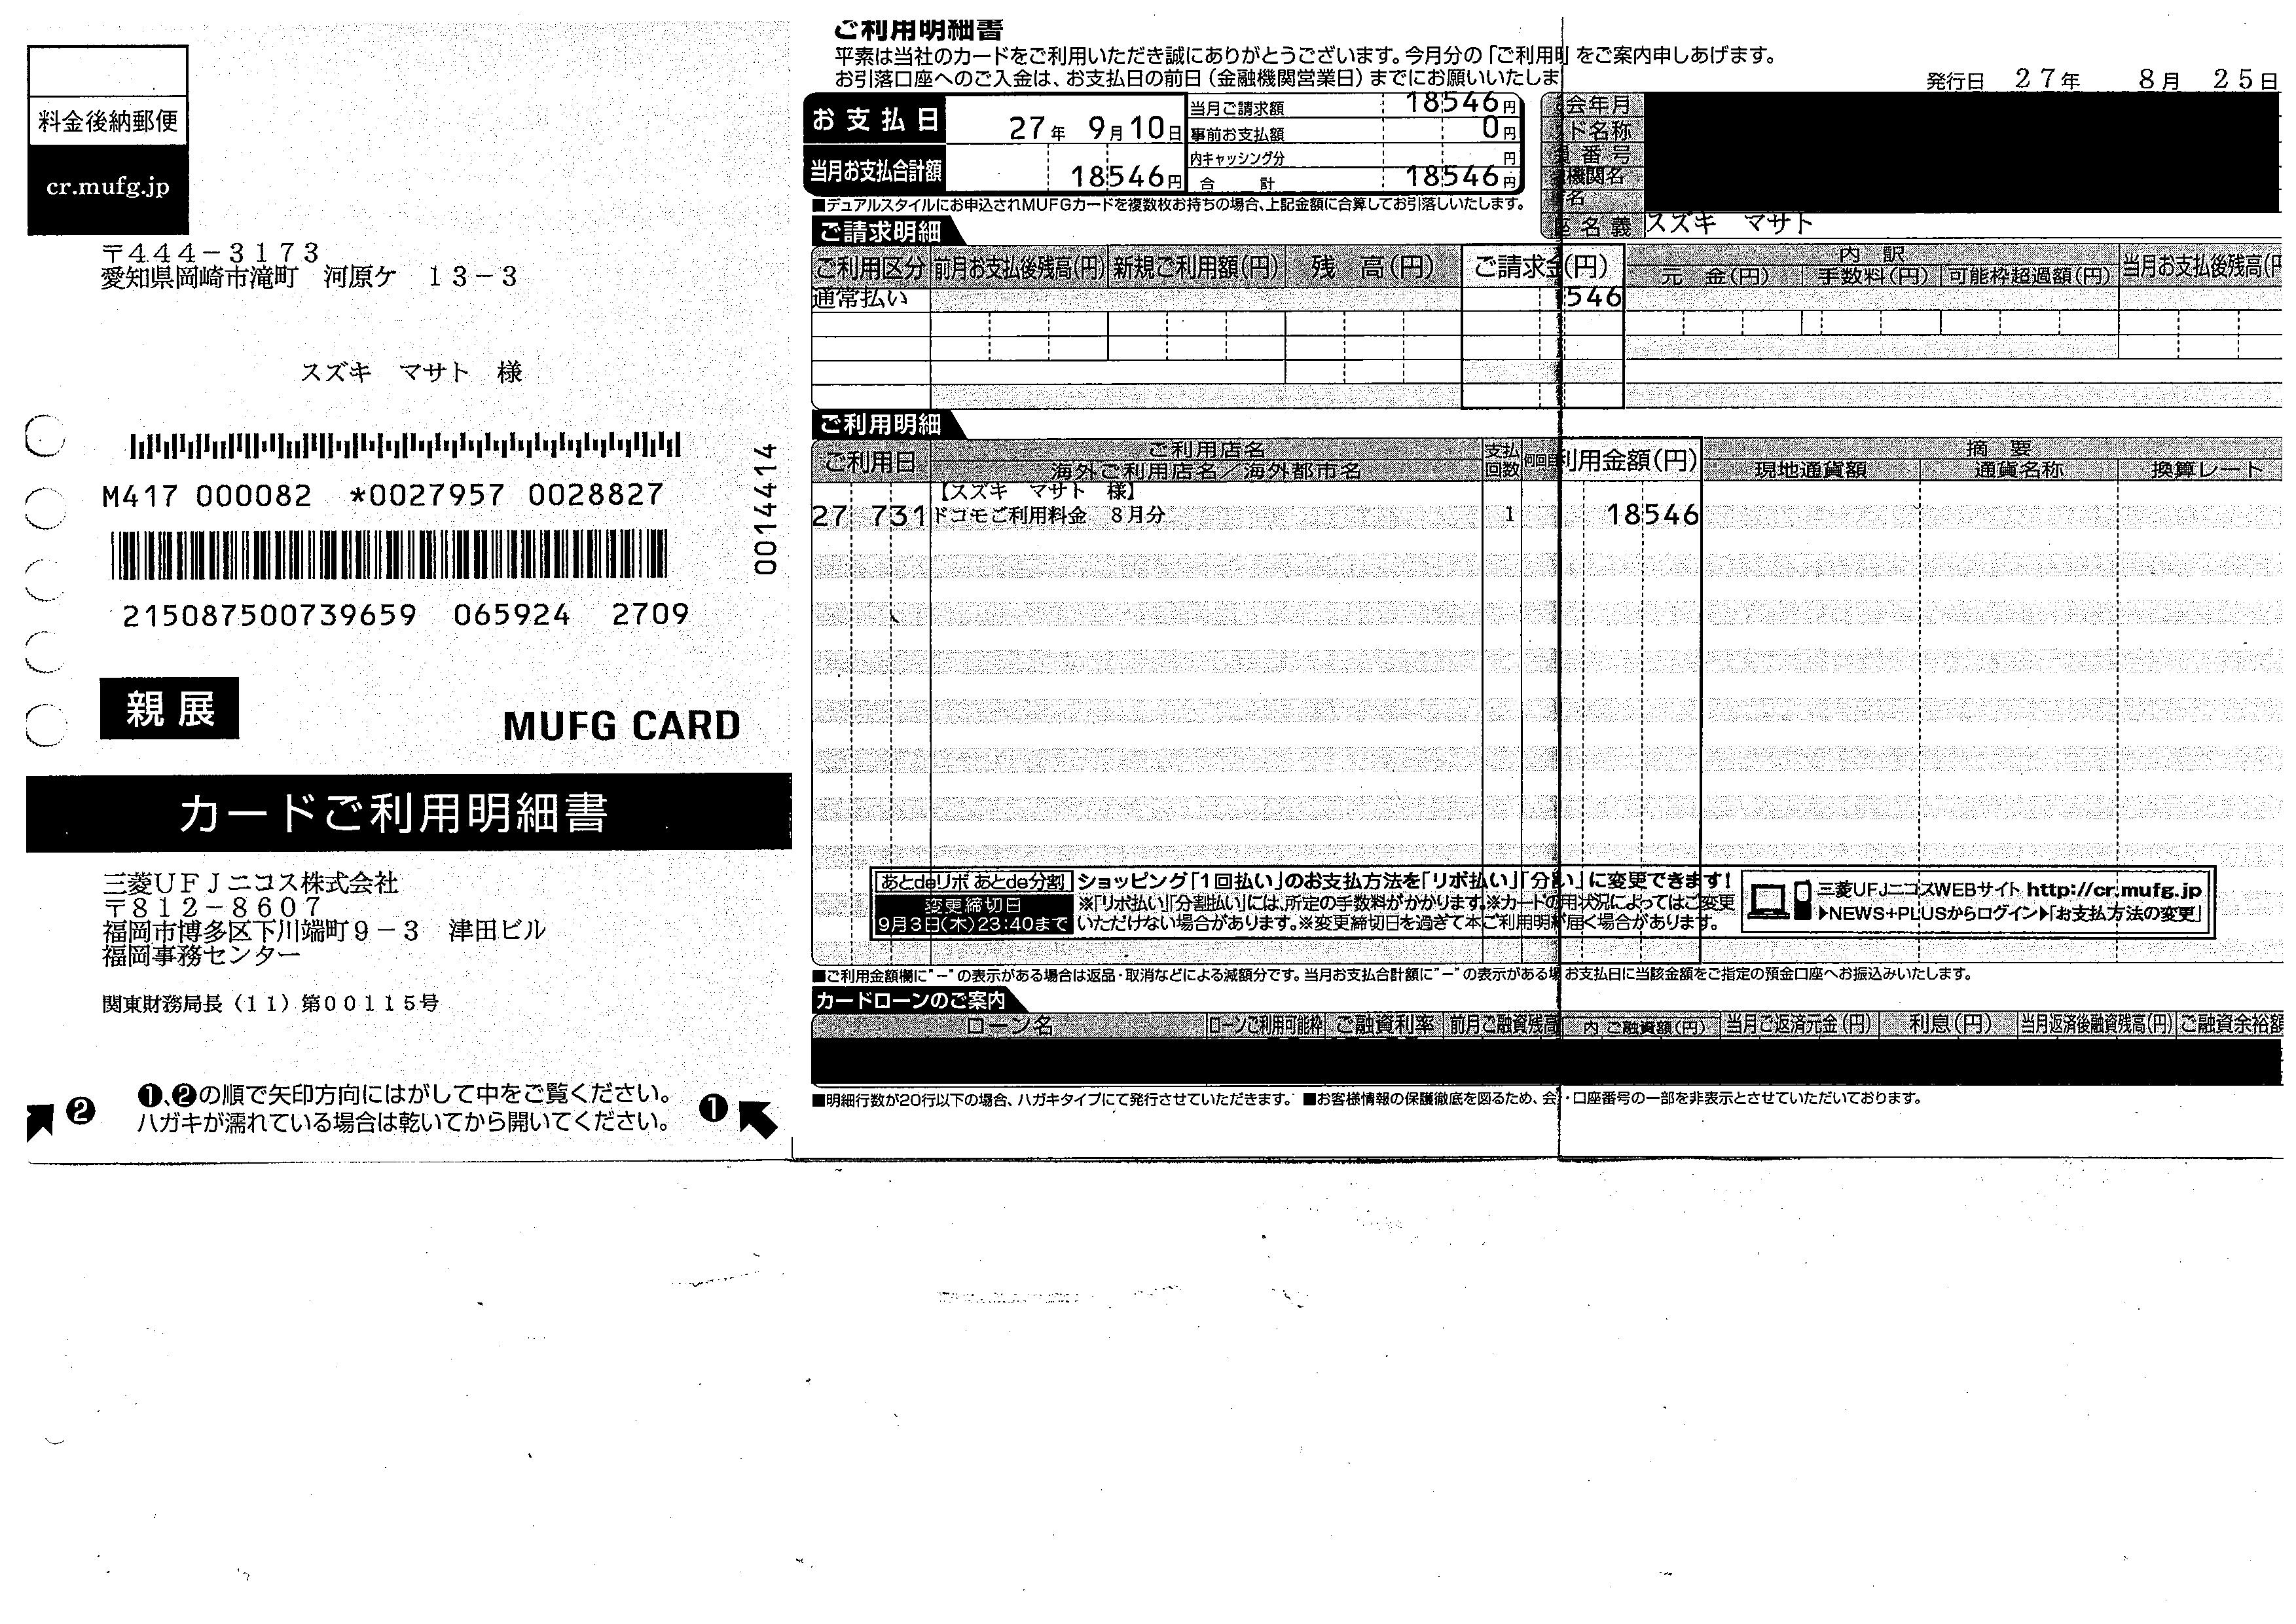 料金後納郵便
cr.mufg.jp
〒444-3173
愛知県岡崎市滝町　河原ケ　13-3
スズキ　マサト　様
M417 000082 *0027957 0028827
0014414
215087500739659 065924 2709
親展
MUFG CARD
カードご利用明細書
三菱UFJニコス株式会社
〒812-8607
福岡市博多区下川端町9-3　津田ビル
福岡事務センター
関東財務局長(11)第00115号
❶、❷の順で矢印方向にはがして中をご覧ください。
ハガキが濡れている場合は乾いてから開いてください。
❷
❶
ご利用明細書
平素は当社のカードをご利用いただき誠にありがとうございます。今月分の「ご利用明 をご案内申しあげます。
お引落口座へのご入金は、お支払日の前日(金融機関営業日)までにお願いいたしま
発行日 27年 8月 25日
お支払日 27年 9月10日
当月お支払合計額 18546円
当月ご請求額 18546円
事前お支払額 0円
内キャッシング分 円
合計 18546円
会年月
ド名称
番号
機関名
名
座名義 スズキ　マサト
■デュアルスタイルにお申込されMUFGカードを複数枚お持ちの場合、上記金額に合算してお引落しいたします。
ご請求明細
ご利用区分 前月お支払後残高(円) 新規ご利用額(円) 残高(円) ご請求金(円) 内訳 元金(円) 手数料(円) 可能枠超過額(円) 当月お支払後残高(円
通常払い 546
ご利用明細
ご利用日 ご利用店名 海外ご利用店名／海外都市名 支払回数 何回目 利用金額(円) 摘要 現地通貨額 通貨名称 換算レート
【スズキ　マサト　様】
27 731 ドコモご利用料金　8月分 1 18546
あとdeリボ あとde分割 ショッピング「1回払い」のお支払方法を「リボ払い」「分い」に変更できます!
変更締切日
9月3日(木)23:40まで
※「リボ払い」「分割払い」には、所定の手数料がかかります。※カードの用状況によってはご変更
いただけない場合があります。※変更締切日を過ぎて本ご利用明が届く場合があります。
三菱UFJニコスWEBサイト http://cr.mufg.jp
▶NEWS+PLUSからログイン▶「お支払方法の変更」
■ご利用金額欄に"−"の表示がある場合は返品・取消などによる減額分です。当月お支払合計額に"−"の表示がある場 お支払日に当該金額をご指定の預金口座へお振込みいたします。
カードローンのご案内
ローン名 ローンご利用可能枠 ご融資利率 前月ご融資残高 内ご融資額(円) 当月ご返済元金(円) 利息(円) 当月返済後融資残高(円) ご融資余裕額
■明細行数が20行以下の場合、ハガキタイプにて発行させていただきます。 ■お客様情報の保護徹底を図るため、会・口座番号の一部を非表示とさせていただいております。